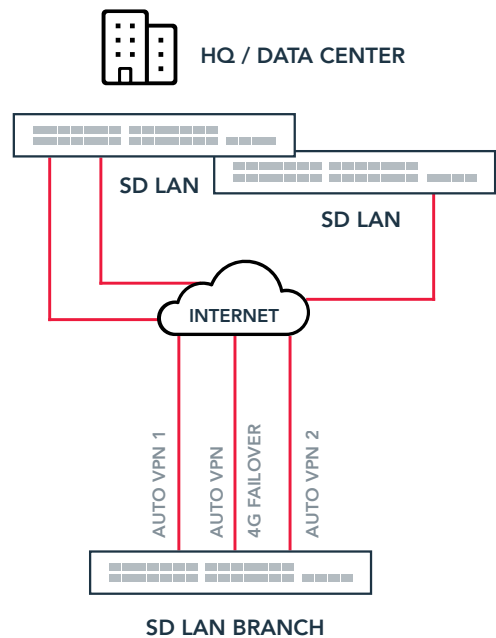 HQ / DATA CENTER
SD LAN
SD LAN
INTERNET
AUTO VPN 1
AUTO VPN
4G FAILOVER
AUTO VPN 2
SD LAN BRANCH